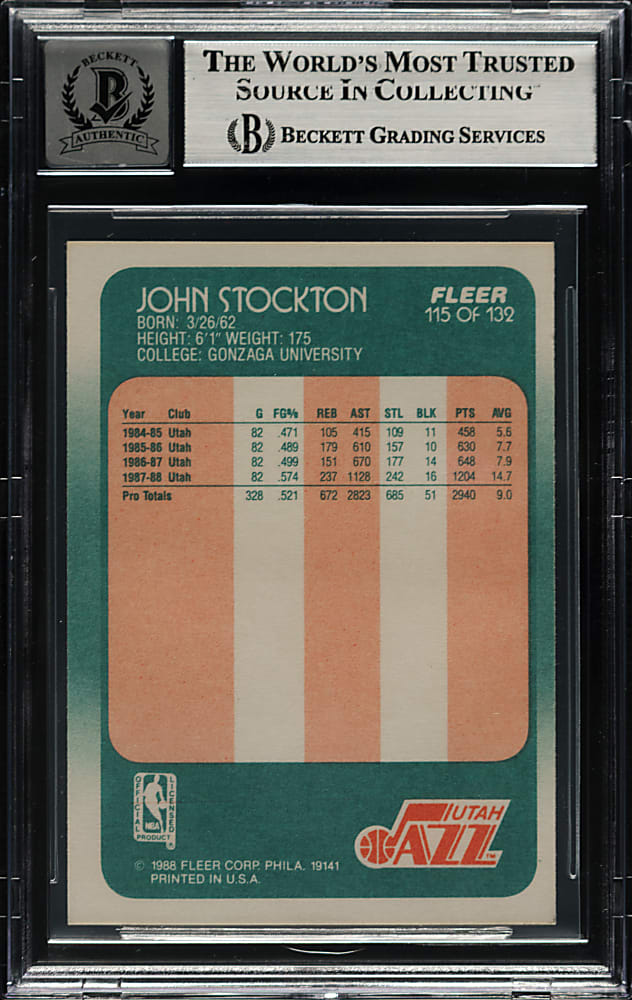 BECKETT
B
AUTHENTIC
THE WORLD'S MOST TRUSTED
SOURCE IN COLLECTING
B BECKETT GRADING SERVICES
JOHN STOCKTON
BORN: 3/26/62
HEIGHT: 6'1" WEIGHT: 175
COLLEGE: GONZAGA UNIVERSITY
FLEER
115 OF 132
Year Club G FG% REB AST STL BLK PTS AVG
1984-85 Utah 82 .471 105 415 109 11 458 5.6
1985-86 Utah 82 .489 179 610 157 10 630 7.7
1986-87 Utah 82 .499 151 670 177 14 648 7.9
1987-88 Utah 82 .574 237 1128 242 16 1204 14.7
Pro Totals 328 .521 672 2823 685 51 2940 9.0
OFFICIAL
LICENSED
NBA
PRODUCT
®
UTAH
JAZZ
TM
© 1988 FLEER CORP. PHILA. 19141
PRINTED IN U.S.A.